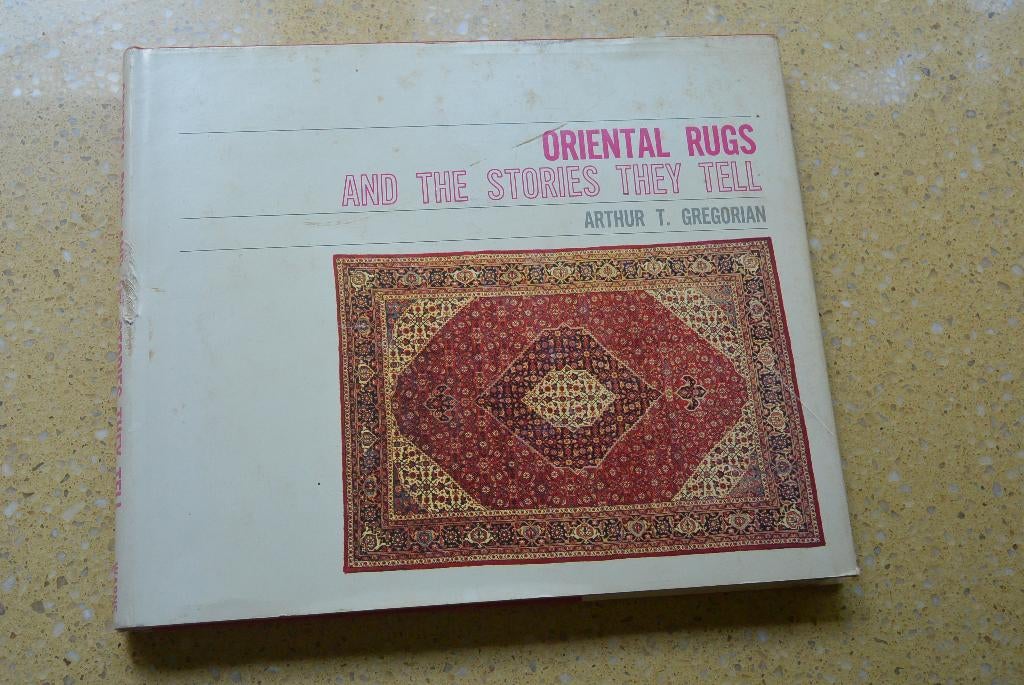 ORIENTAL RUGS
AND THE STORIES THEY TELL
ARTHUR T. GREGORIAN